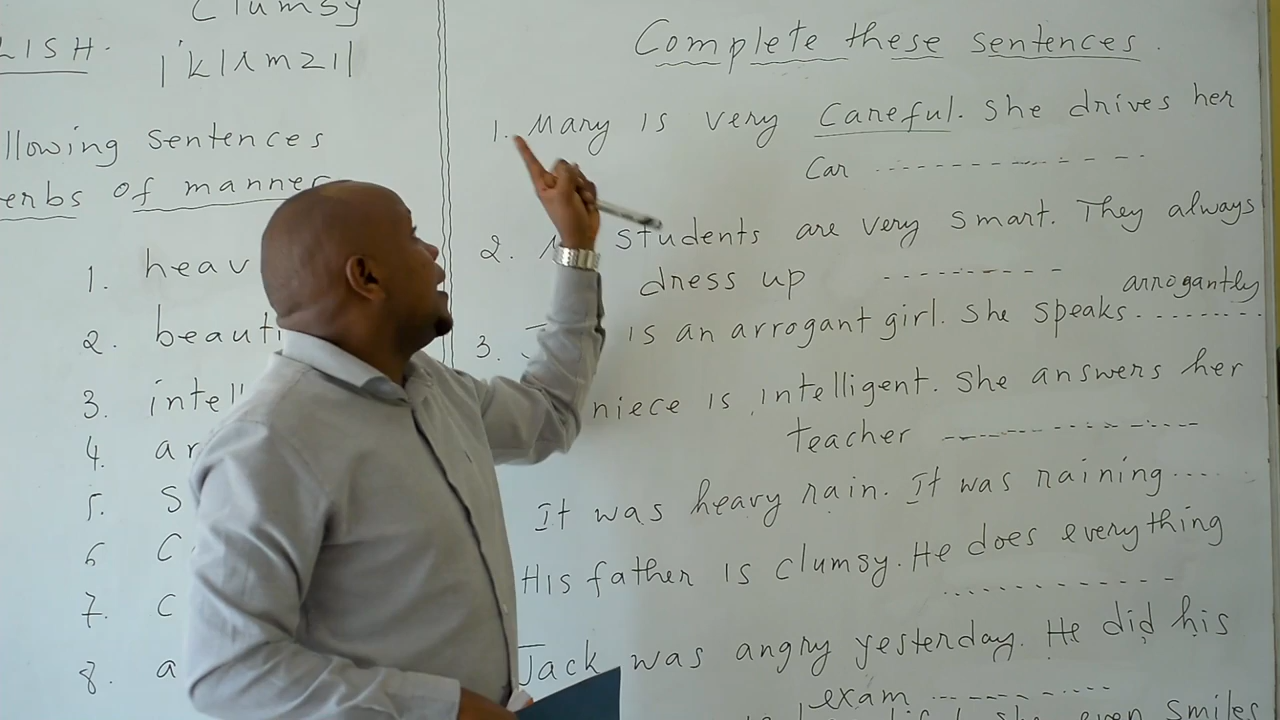 Clumsy
LISH.
|'klʌmzı|
llowing sentences
erbs of manner
1. heav
2. beauti
3. intell
4. ar
5. S
6 C
7. C
8. a
Complete these sentences.
1. Mary is very Careful. She drives her
Car ..............
2. students are very smart. They always
dress up ..........
arrogantly
3. J is an arrogant girl. She speaks.........
niece is intelligent. She answers her
teacher ..............
It was heavy rain. It was raining....
His father is clumsy. He does everything
.............
Jack was angry yesterday. He did his
exam ..........
she even smiles